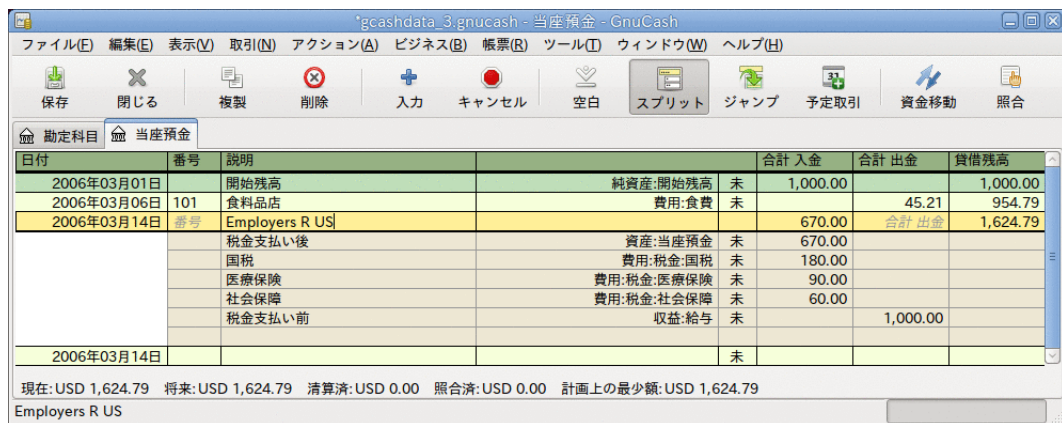 *gcashdata_3.gnucash - 当座預金 - GnuCash
ファイル(F) 編集(E) 表示(V) 取引(N) アクション(A) ビジネス(B) 帳票(R) ツール(T) ウィンドウ(W) ヘルプ(H)
保存 閉じる 複製 削除 入力 キャンセル 空白 スプリット ジャンプ 予定取引 資金移動 照合
勘定科目 当座預金
日付 番号 説明 合計 入金 合計 出金 貸借残高
2006年03月01日 開始残高 純資産:開始残高 未 1,000.00 1,000.00
2006年03月06日 101 食料品店 費用:食費 未 45.21 954.79
2006年03月14日 番号 Employers R US 670.00 合計 出金 1,624.79
税金支払い後 資産:当座預金 未 670.00
国税 費用:税金:国税 未 180.00
医療保険 費用:税金:医療保険 未 90.00
社会保障 費用:税金:社会保障 未 60.00
税金支払い前 収益:給与 未 1,000.00
2006年03月14日 未
現在:USD 1,624.79 将来:USD 1,624.79 清算済:USD 0.00 照合済:USD 0.00 計画上の最少額:USD 1,624.79
Employers R US